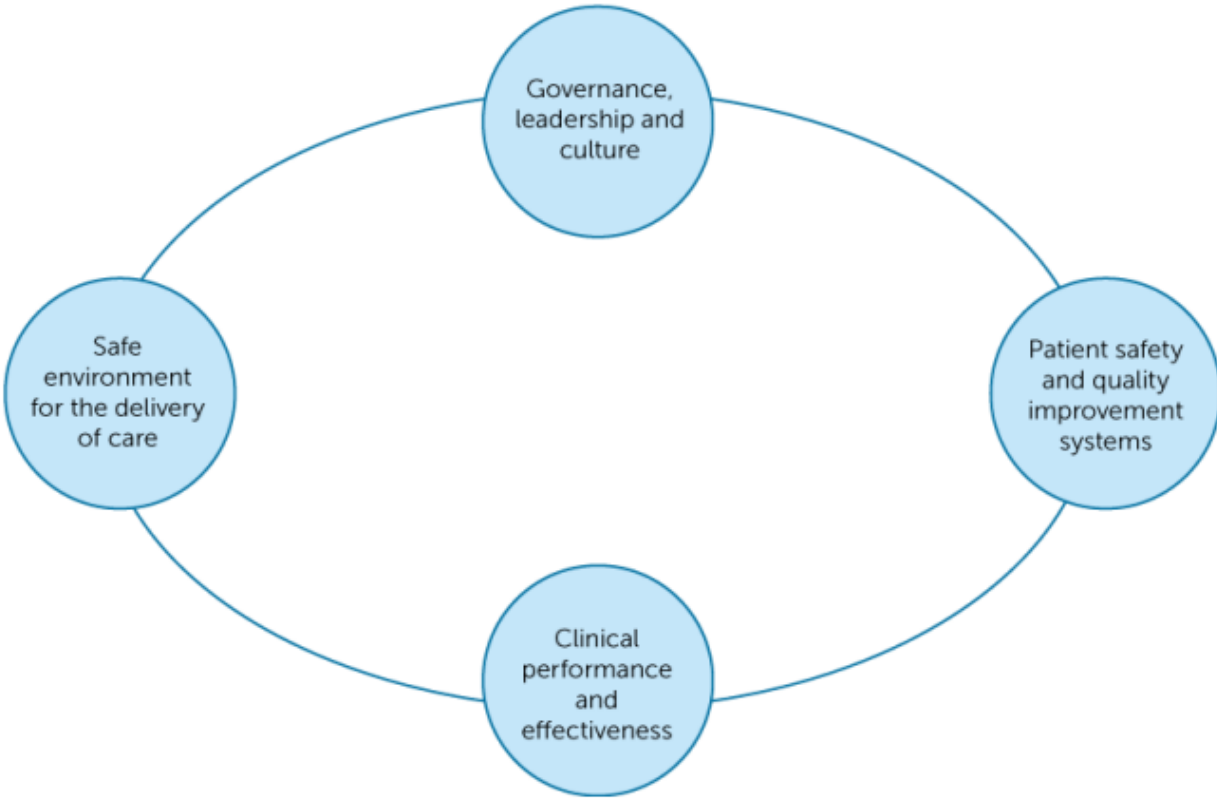 Governance,
leadership and
culture
Safe
environment
for the delivery
of care
Patient safety
and quality
improvement
systems
Clinical
performance
and
effectiveness